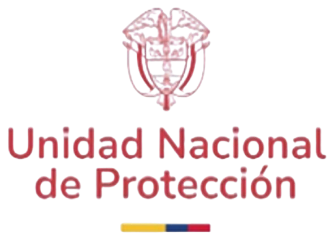 Unidad Nacional
de Protección